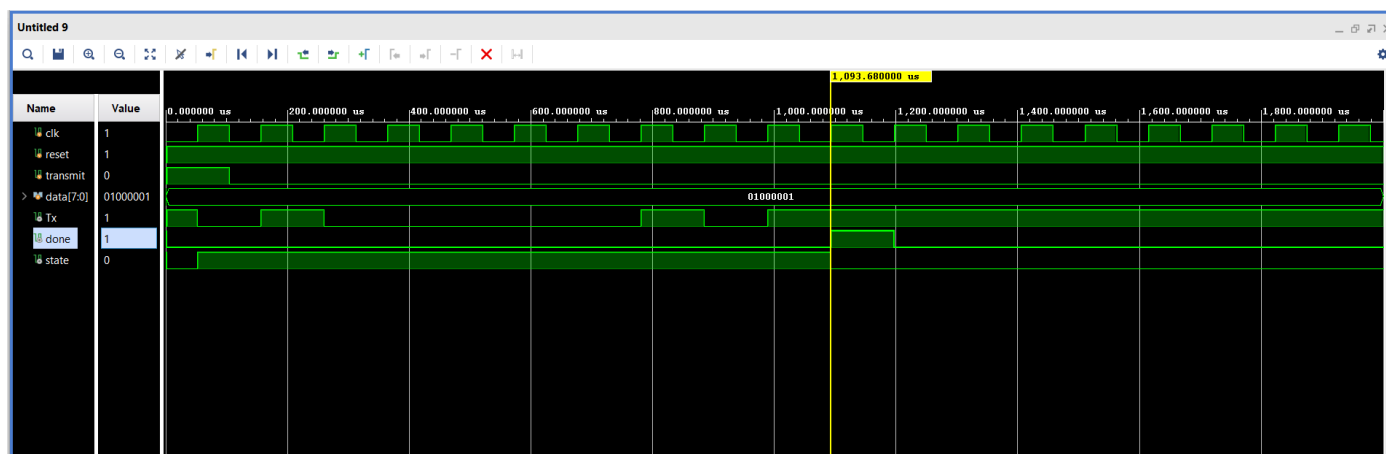 Untitled 9
1,093.680000 us
Name Value
0.000000 us 200.000000 us 400.000000 us 600.000000 us 800.000000 us 1,000.000000 us 1,200.000000 us 1,400.000000 us 1,600.000000 us 1,800.000000 us
clk 1
reset 1
transmit 0
data[7:0] 01000001 01000001
Tx 1
done 1
state 0